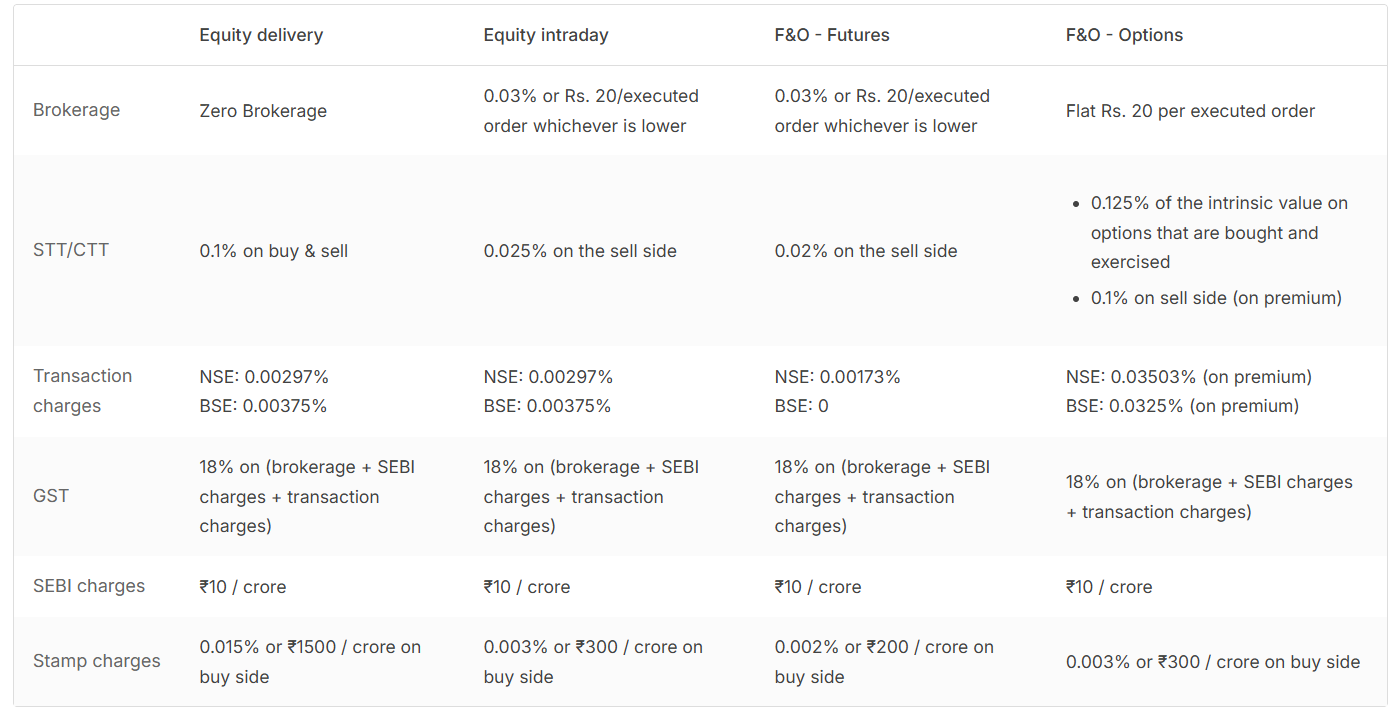 Equity delivery
Equity intraday
F&O - Futures
F&O - Options
Brokerage
Zero Brokerage
0.03% or Rs. 20/executed
order whichever is lower
0.03% or Rs. 20/executed
order whichever is lower
Flat Rs. 20 per executed order
STT/CTT
0.1% on buy & sell
0.025% on the sell side
0.02% on the sell side
• 0.125% of the intrinsic value on
options that are bought and
exercised
• 0.1% on sell side (on premium)
Transaction
charges
NSE: 0.00297%
BSE: 0.00375%
NSE: 0.00297%
BSE: 0.00375%
NSE: 0.00173%
BSE: 0
NSE: 0.03503% (on premium)
BSE: 0.0325% (on premium)
GST
18% on (brokerage + SEBI
charges + transaction
charges)
18% on (brokerage + SEBI
charges + transaction
charges)
18% on (brokerage + SEBI
charges + transaction
charges)
18% on (brokerage + SEBI charges
+ transaction charges)
SEBI charges
₹10 / crore
₹10 / crore
₹10 / crore
₹10 / crore
Stamp charges
0.015% or ₹1500 / crore on
buy side
0.003% or ₹300 / crore on
buy side
0.002% or ₹200 / crore on
buy side
0.003% or ₹300 / crore on buy side